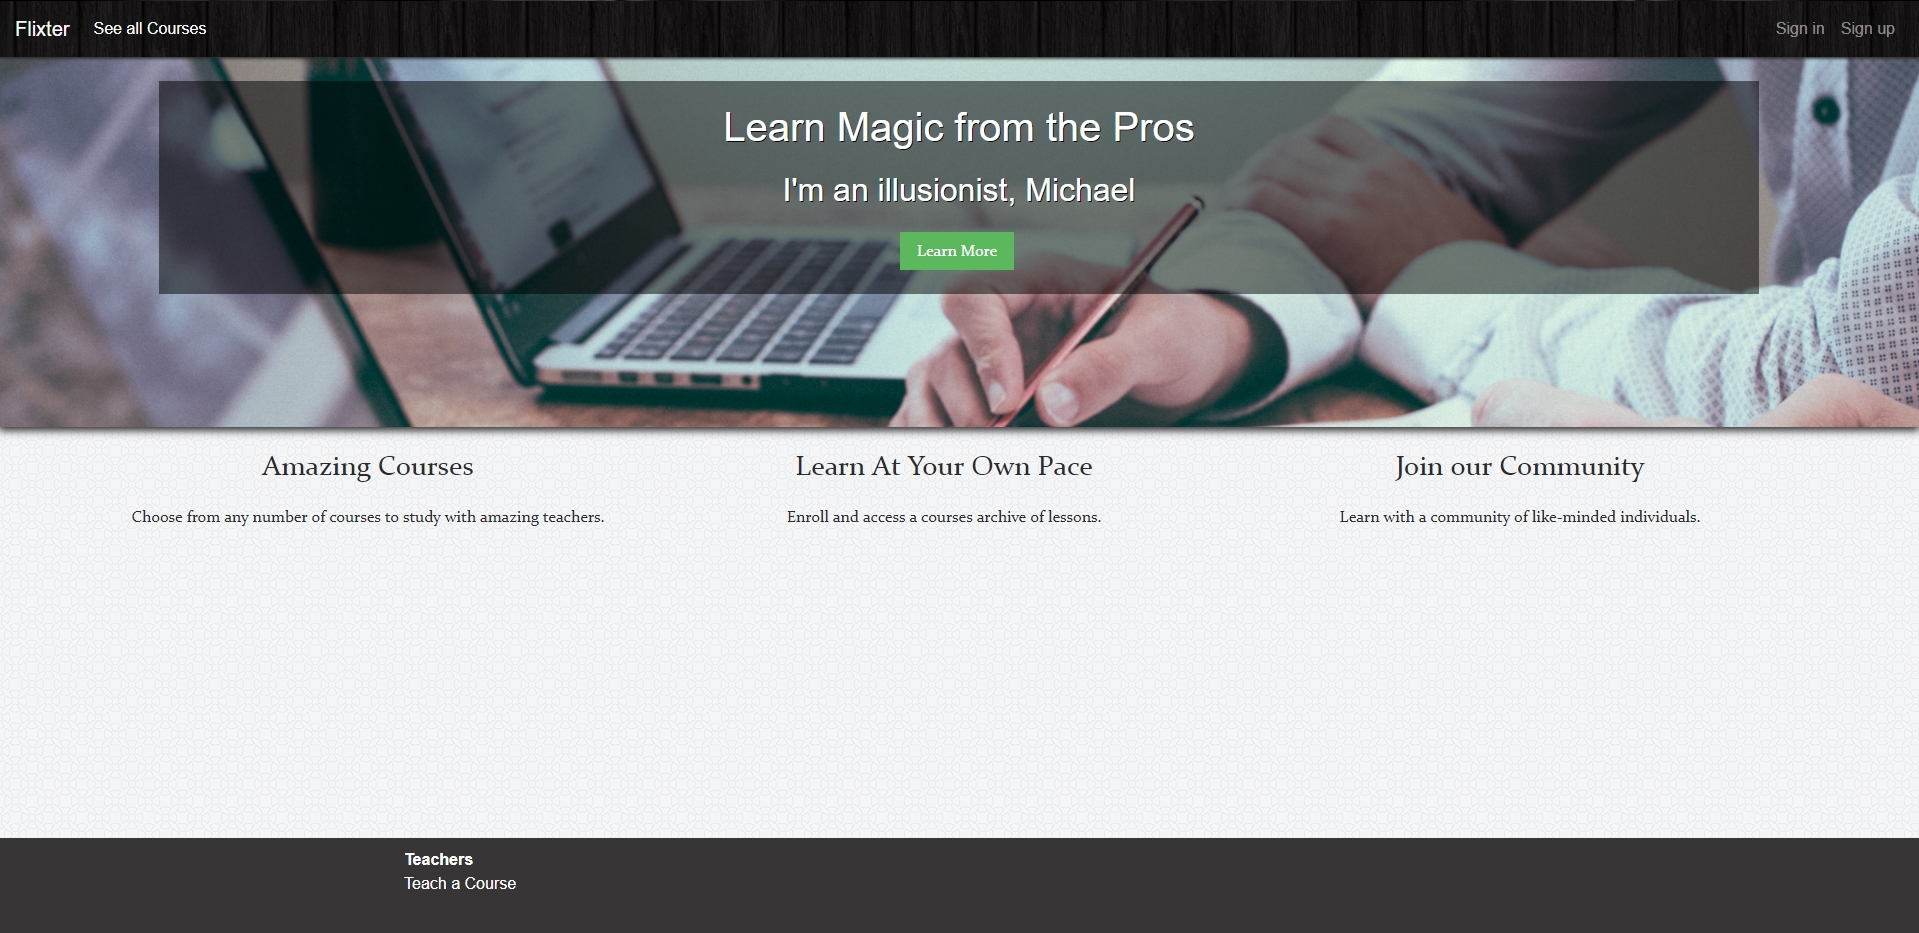 Flixter
See all Courses
Sign in
Sign up
Learn Magic from the Pros
I'm an illusionist, Michael
Learn More
Amazing Courses
Choose from any number of courses to study with amazing teachers.
Learn At Your Own Pace
Enroll and access a courses archive of lessons.
Join our Community
Learn with a community of like-minded individuals.
Teachers
Teach a Course